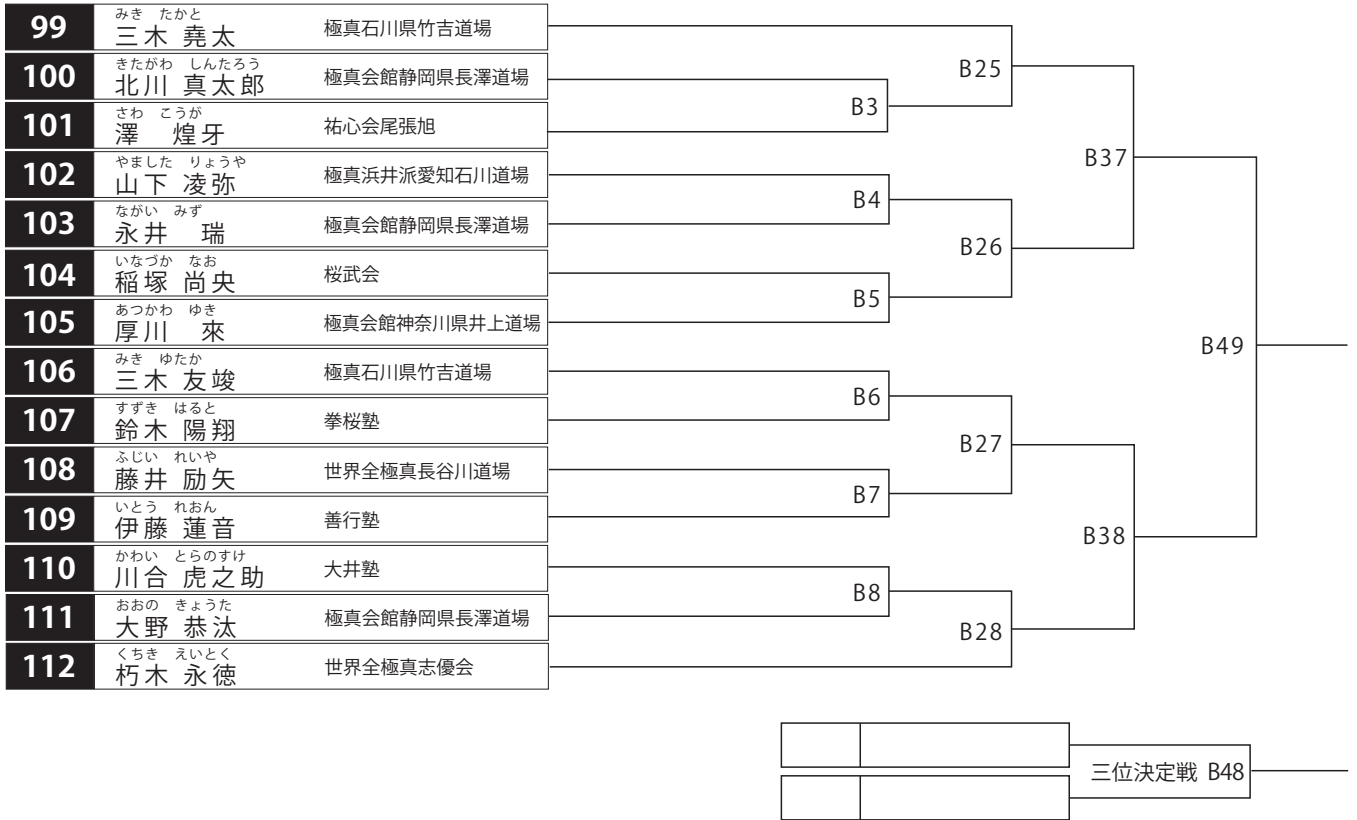 みき たかと
99 三木 堯太 極真石川県竹吉道場
きたがわ しんたろう
100 北川 真太郎 極真会館静岡県長澤道場
さわ こうが
101 澤 煌牙 祐心会尾張旭
やました りょうや
102 山下 凌弥 極真浜井派愛知石川道場
ながい みず
103 永井 瑞 極真会館静岡県長澤道場
いなづか なお
104 稲塚 尚央 桜武会
あつかわ ゆき
105 厚川 來 極真会館神奈川県井上道場
みき ゆたか
106 三木 友竣 極真石川県竹吉道場
すずき はると
107 鈴木 陽翔 拳桜塾
ふじい れいや
108 藤井 励矢 世界全極真長谷川道場
いとう れおん
109 伊藤 蓮音 善行塾
かわい とらのすけ
110 川合 虎之助 大井塾
おおの きょうた
111 大野 恭汰 極真会館静岡県長澤道場
くちき えいとく
112 朽木 永徳 世界全極真志優会
B3
B4
B5
B6
B7
B8
B25
B26
B27
B28
B37
B38
B49
三位決定戦 B48